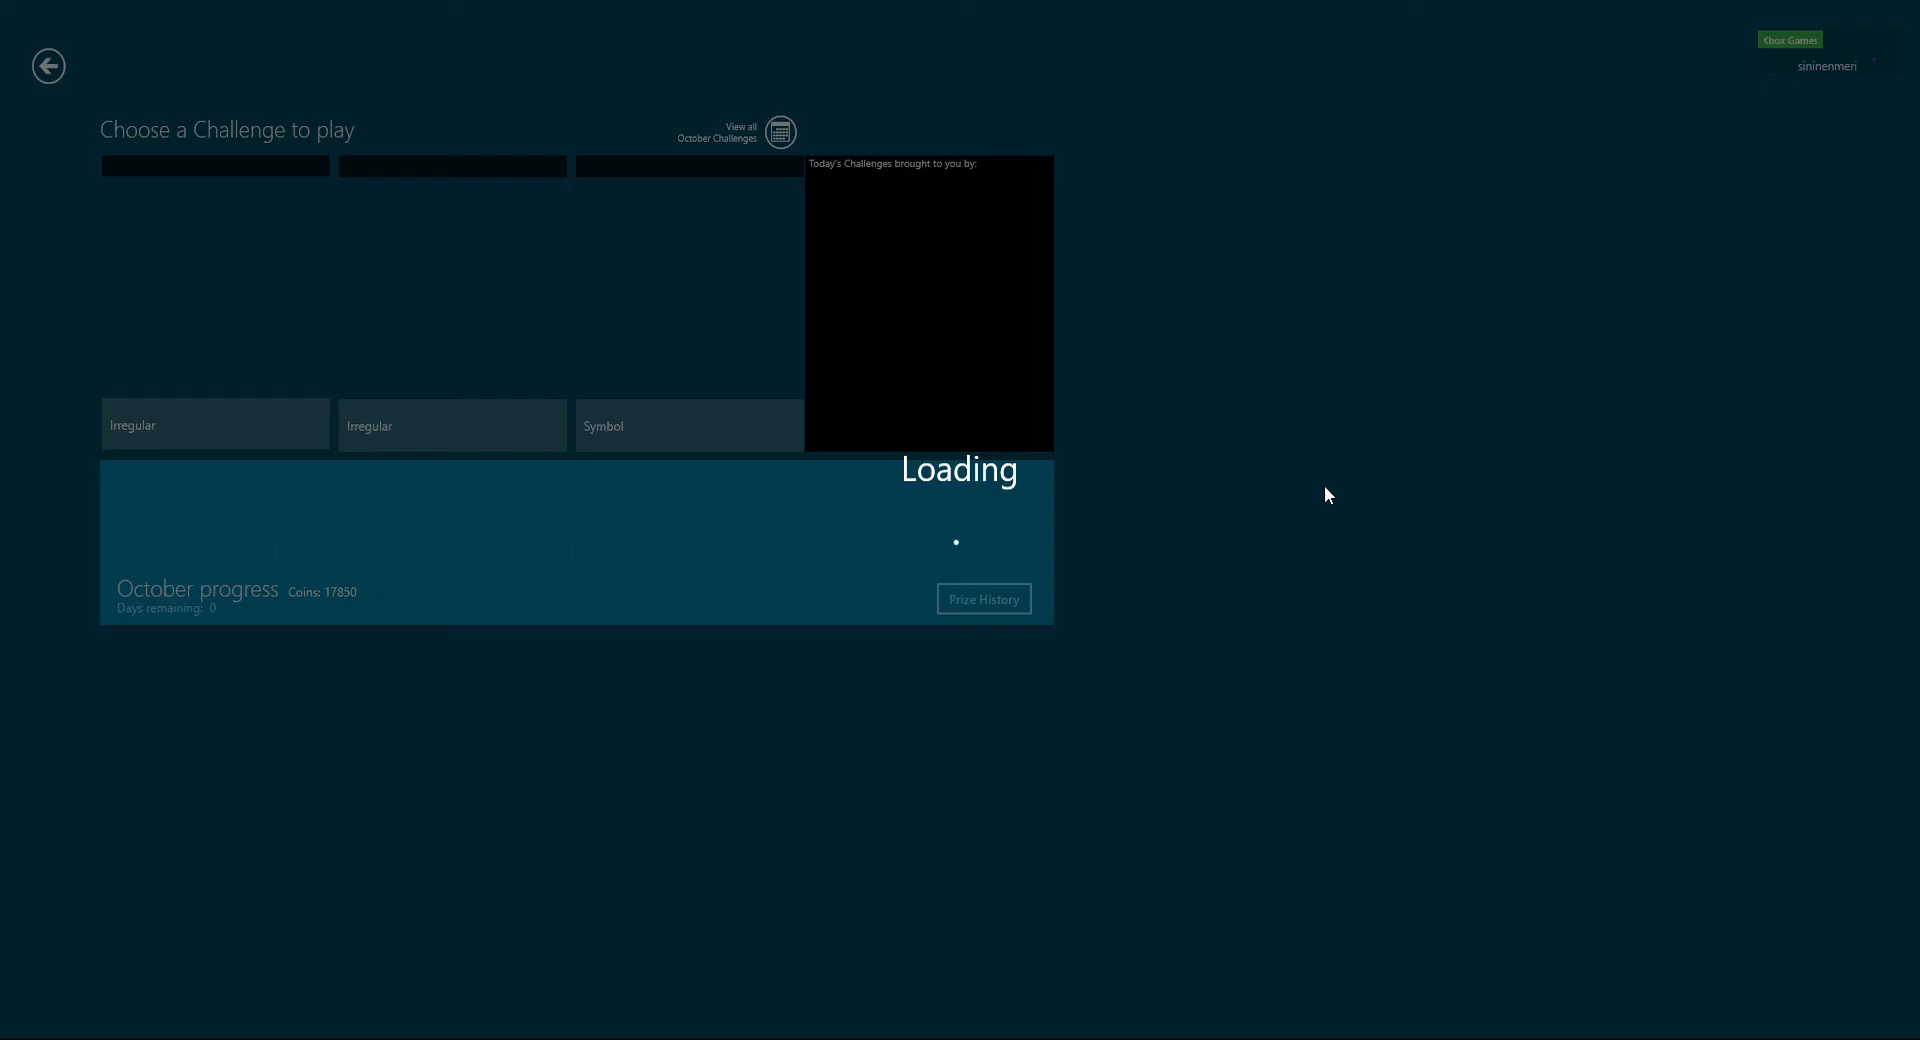 ‹box Games
sininenmeri
Choose a Challenge to play
View all
October Challenges
Today's Challenges brought to you by:
Irregular
Irregular
Symbol
Loading
October progress Coins: 17850
Days remaining: 0
Prize History